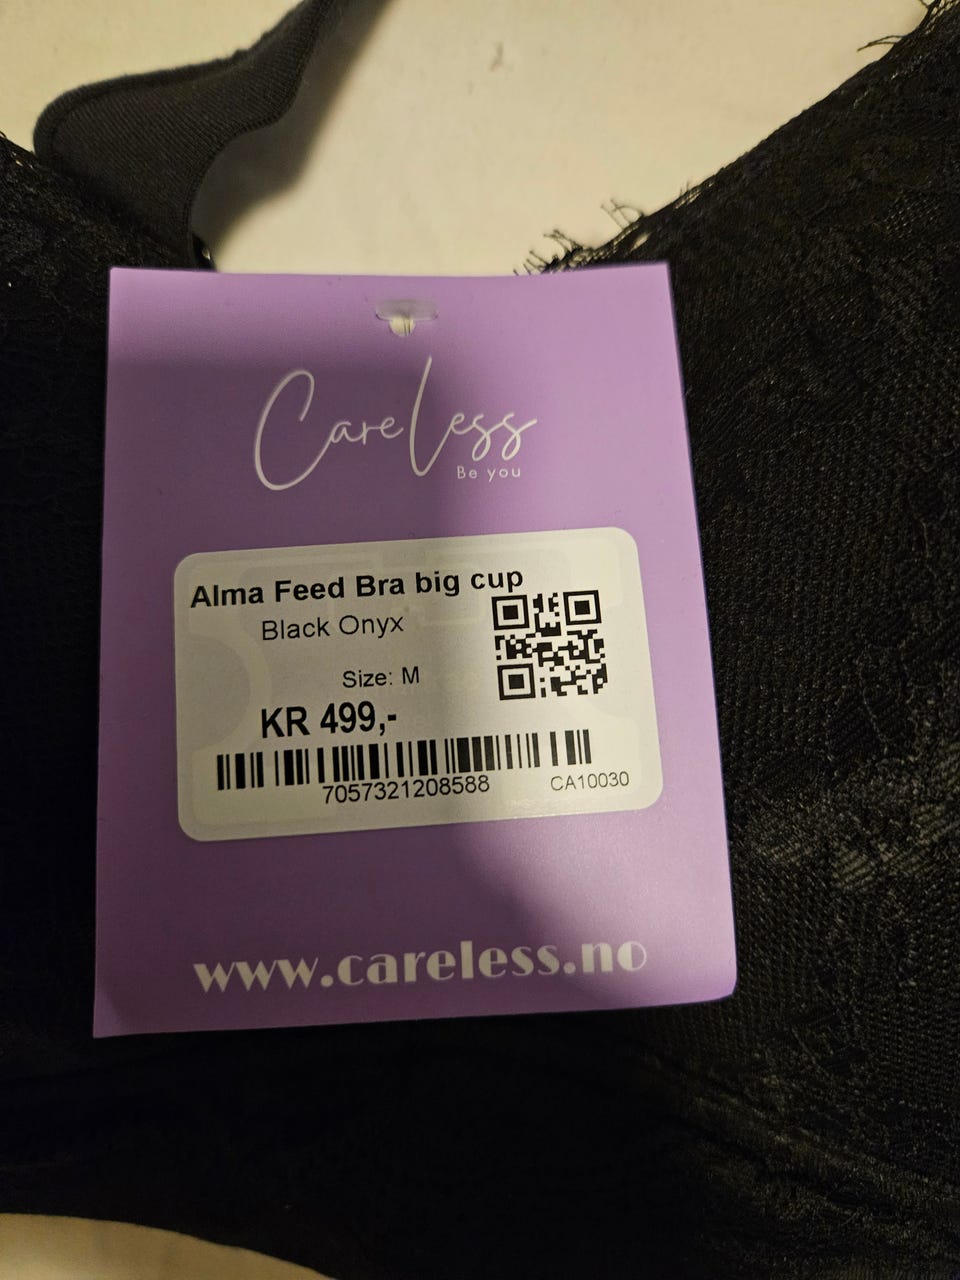 CareLess
Be you
Alma Feed Bra big cup
Black Onyx
Size: M
KR 499,-
7057321208588
CA10030
www.careless.no